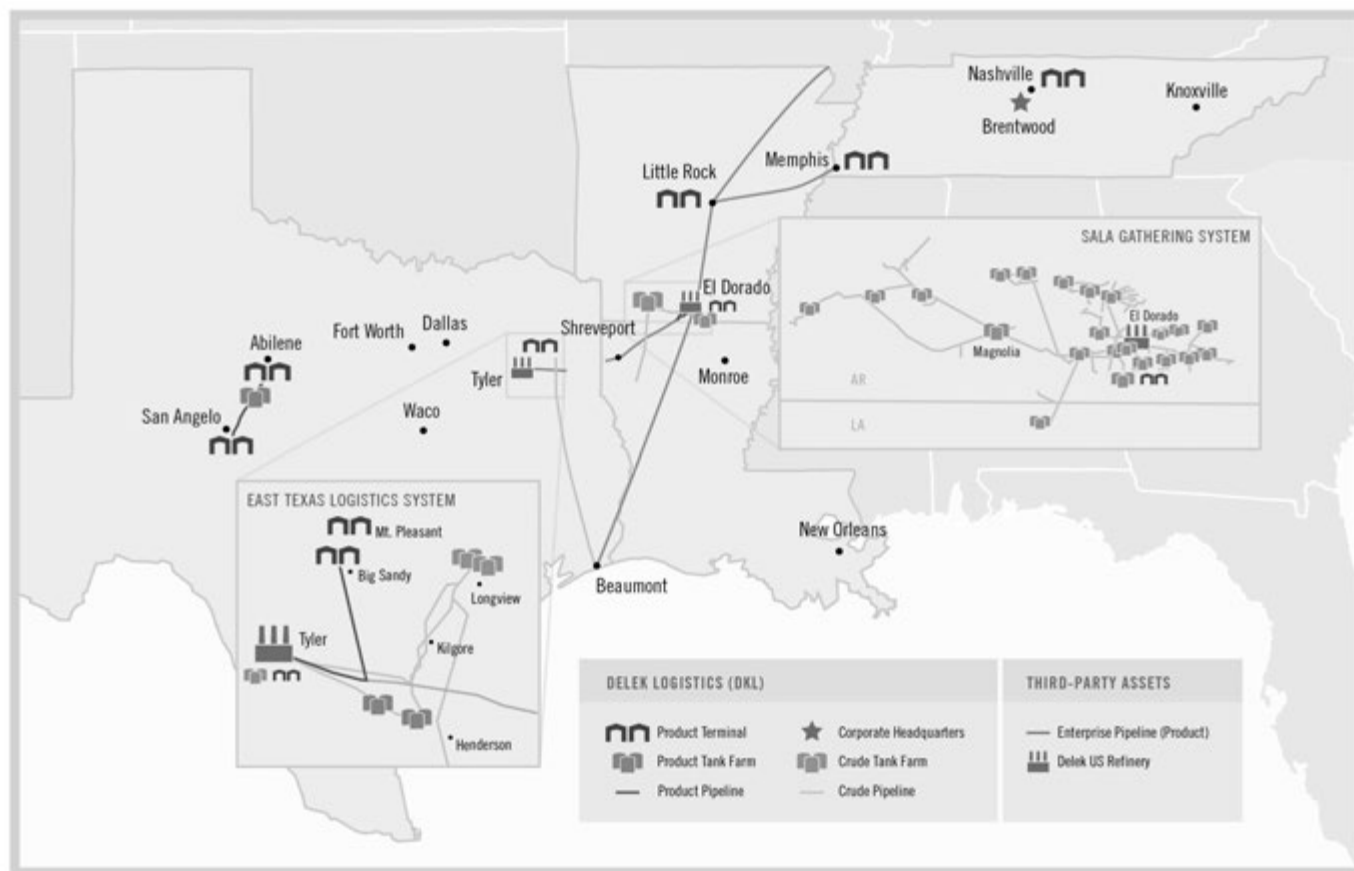 Nashville
Brentwood
Knoxville
Memphis
Little Rock
El Dorado
Shreveport
Monroe
Fort Worth
Dallas
Abilene
San Angelo
Tyler
Waco
Beaumont
New Orleans
SALA GATHERING SYSTEM
El Dorado
Magnolia
AR
LA
EAST TEXAS LOGISTICS SYSTEM
Mt. Pleasant
Big Sandy
Longview
Tyler
Kilgore
Henderson
DELEK LOGISTICS (DKL)
Product Terminal
Product Tank Farm
Product Pipeline
Corporate Headquarters
Crude Tank Farm
Crude Pipeline
THIRD-PARTY ASSETS
Enterprise Pipeline (Product)
Delek US Refinery